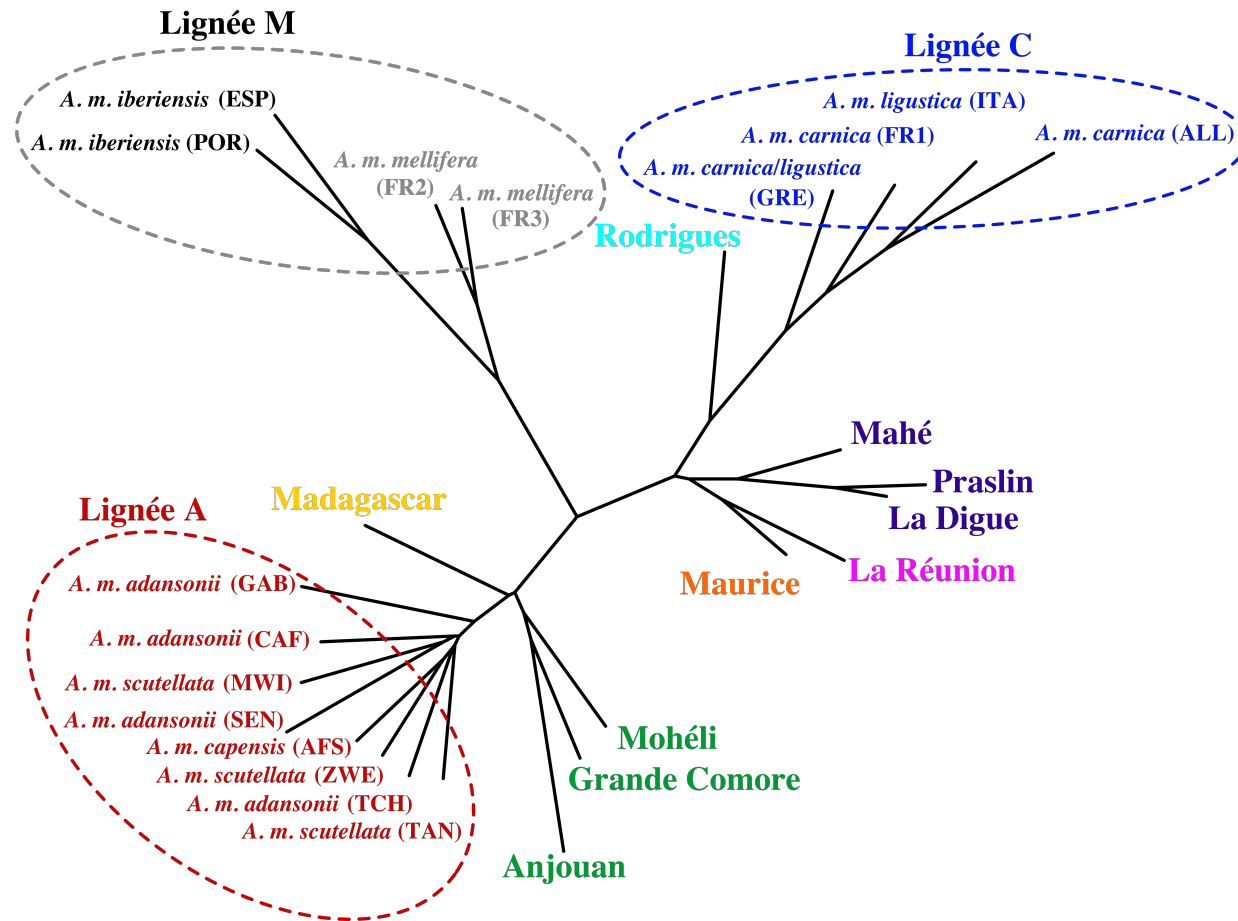 Lignée M
A. m. iberiensis (ESP)
A. m. iberiensis (POR)
A. m. mellifera
(FR2)
A. m. mellifera
(FR3)
Lignée C
A. m. ligustica (ITA)
A. m. carnica (FR1)
A. m. carnica (ALL)
A. m. carnica/ligustica
(GRE)
Rodrigues
Mahé
Praslin
La Digue
La Réunion
Maurice
Madagascar
Lignée A
A. m. adansonii (GAB)
A. m. adansonii (CAF)
A. m. scutellata (MWI)
A. m. adansonii (SEN)
A. m. capensis (AFS)
A. m. scutellata (ZWE)
A. m. adansonii (TCH)
A. m. scutellata (TAN)
Mohéli
Grande Comore
Anjouan